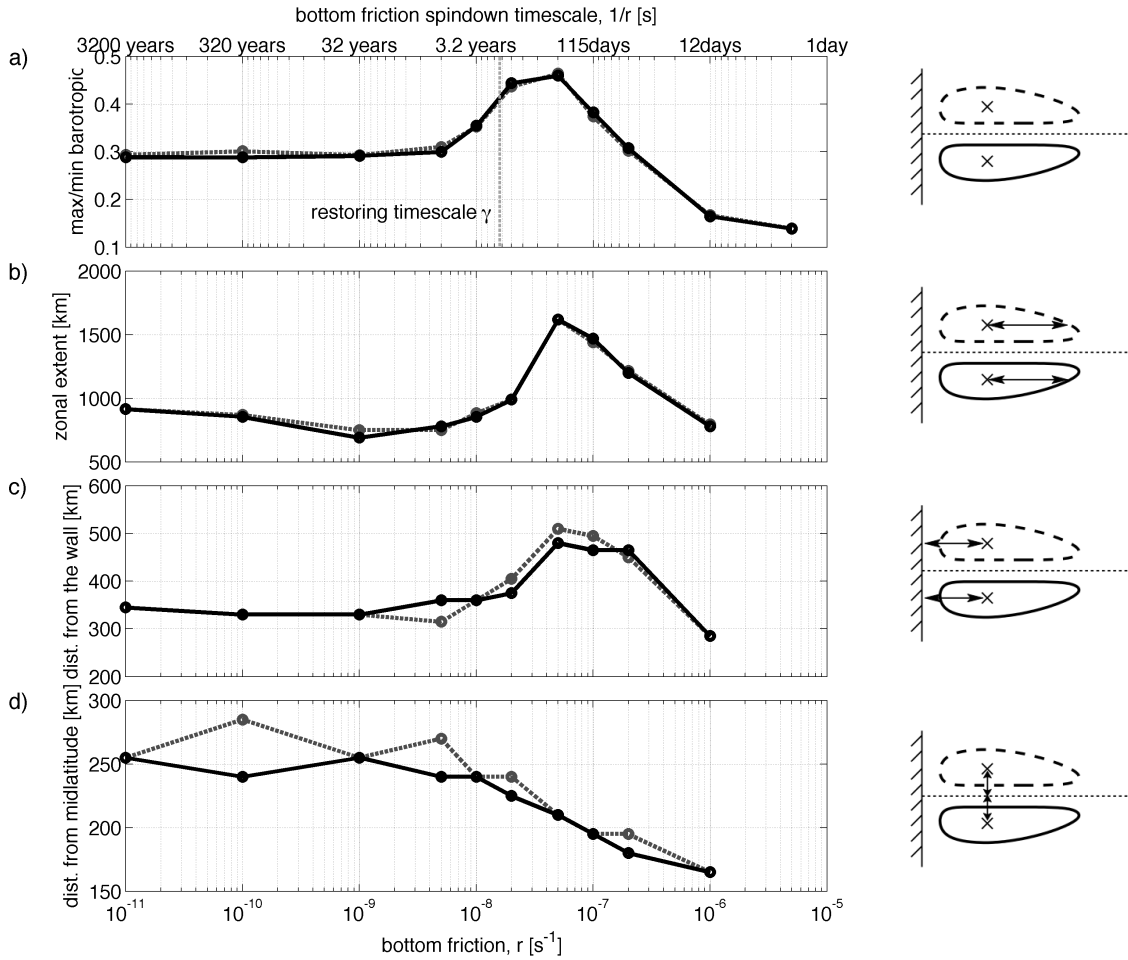 bottom friction spindown timescale, 1/r [s]
3200 years 320 years 32 years 3.2 years 115days 12days 1day
a)
max/min barotropic
0.5
0.4
0.3
0.2
0.1
restoring timescale γ
b)
zonal extent [km]
2000
1500
1000
500
c)
dist. from the wall [km]
600
500
400
300
200
d)
dist. from midlatitude [km]
300
250
200
150
10⁻¹¹ 10⁻¹⁰ 10⁻⁹ 10⁻⁸ 10⁻⁷ 10⁻⁶ 10⁻⁵
bottom friction, r [s⁻¹]